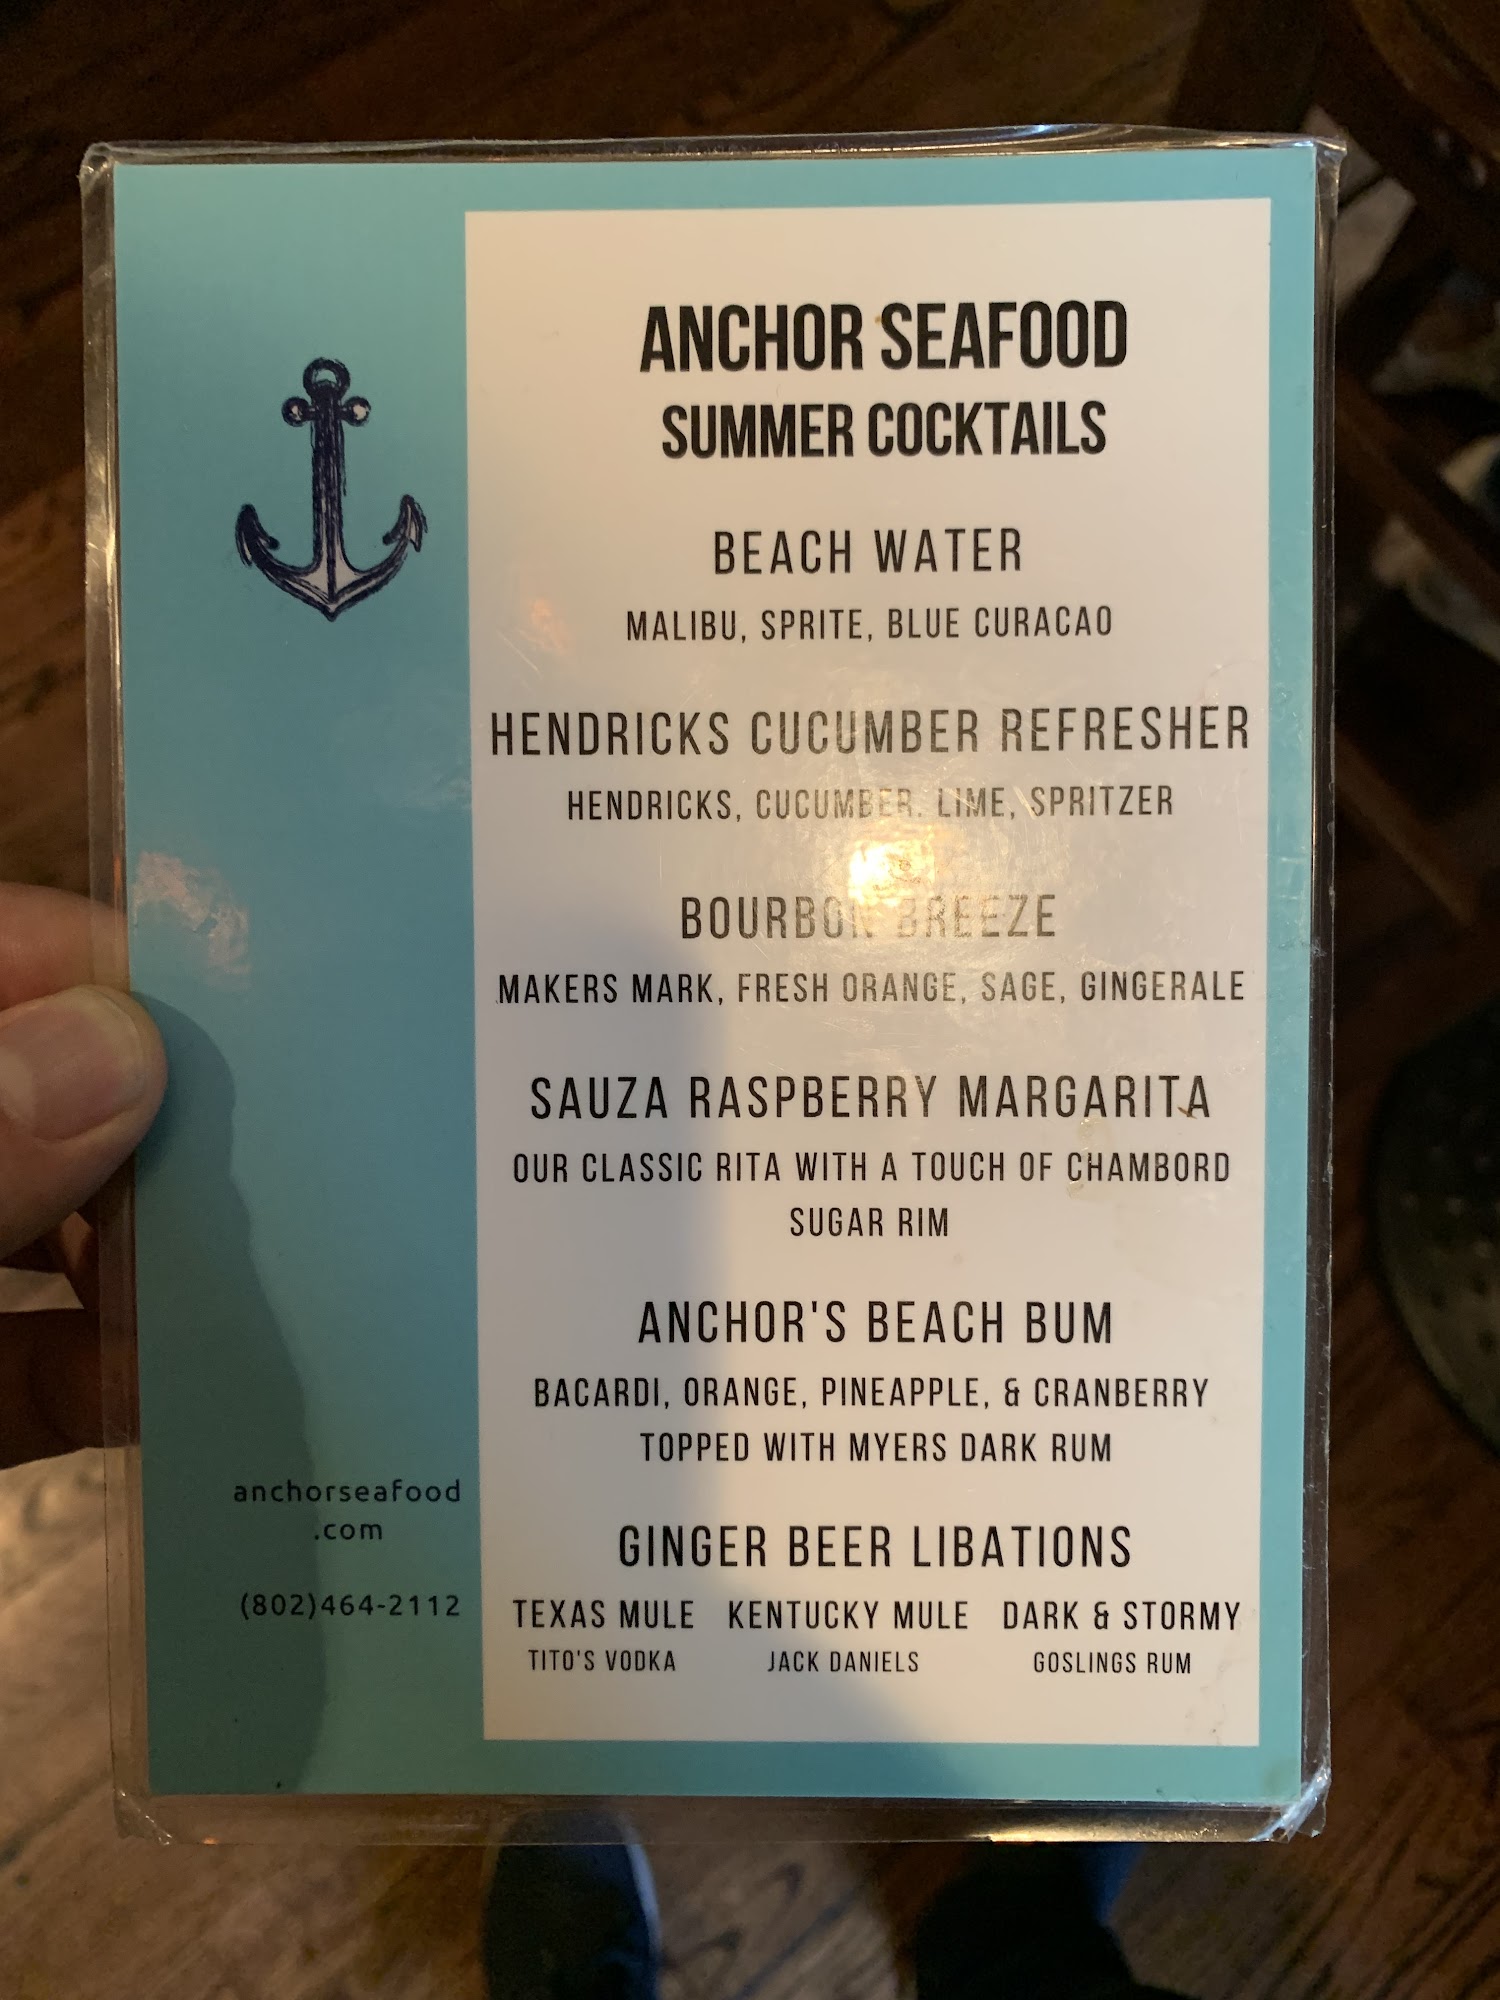 ANCHOR SEAFOOD
SUMMER COCKTAILS
BEACH WATER
MALIBU, SPRITE, BLUE CURACAO
HENDRICKS CUCUMBER REFRESHER
HENDRICKS, CUCUMBER. LIME, SPRITZER
BOURBON BREEZE
MAKERS MARK, FRESH ORANGE, SAGE, GINGERALE
SAUZA RASPBERRY MARGARITA
OUR CLASSIC RITA WITH A TOUCH OF CHAMBORD
SUGAR RIM
ANCHOR'S BEACH BUM
BACARDI, ORANGE, PINEAPPLE, & CRANBERRY
TOPPED WITH MYERS DARK RUM
GINGER BEER LIBATIONS
TEXAS MULE KENTUCKY MULE DARK & STORMY
TITO'S VODKA JACK DANIELS GOSLINGS RUM
anchorseafood
.com
(802)464-2112